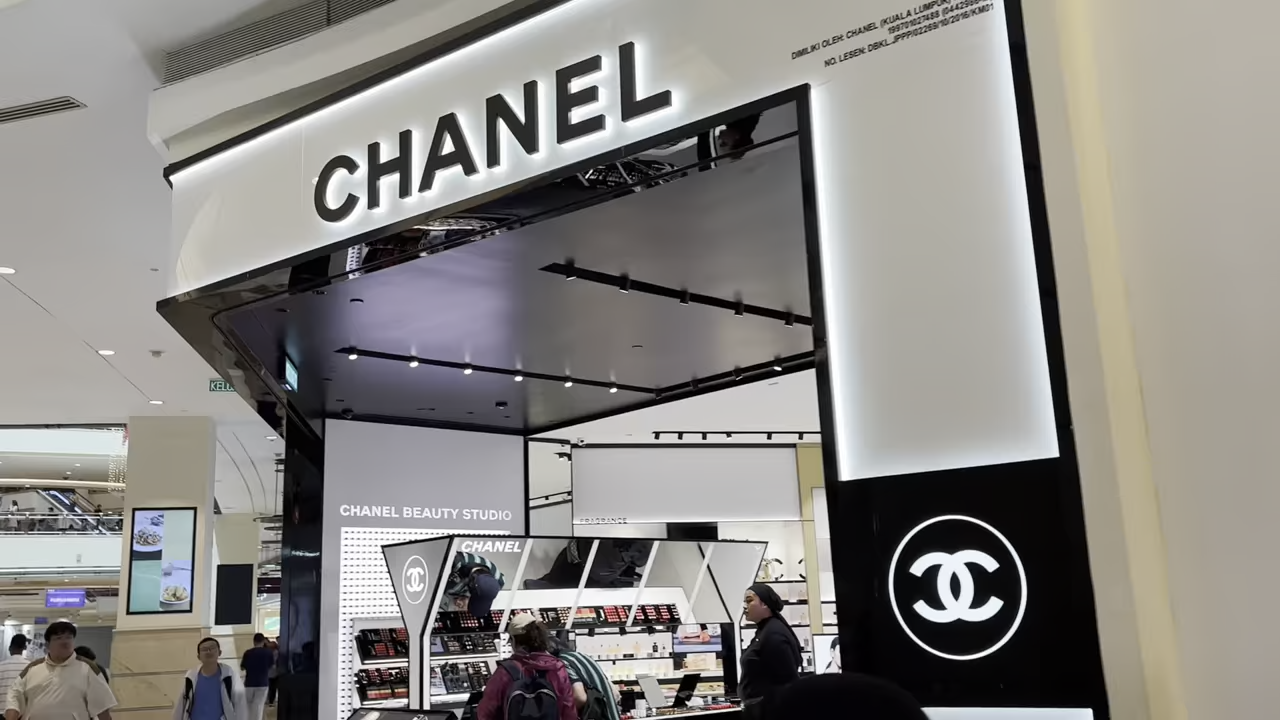 CHANEL
DIMILIKI OLEH: CHANEL (KUALA LUMPUR)
NO. LESEN: DBKL.JPPP/02269/10/2016/KM01
CHANEL BEAUTY STUDIO
FRAGRANCE
CHANEL